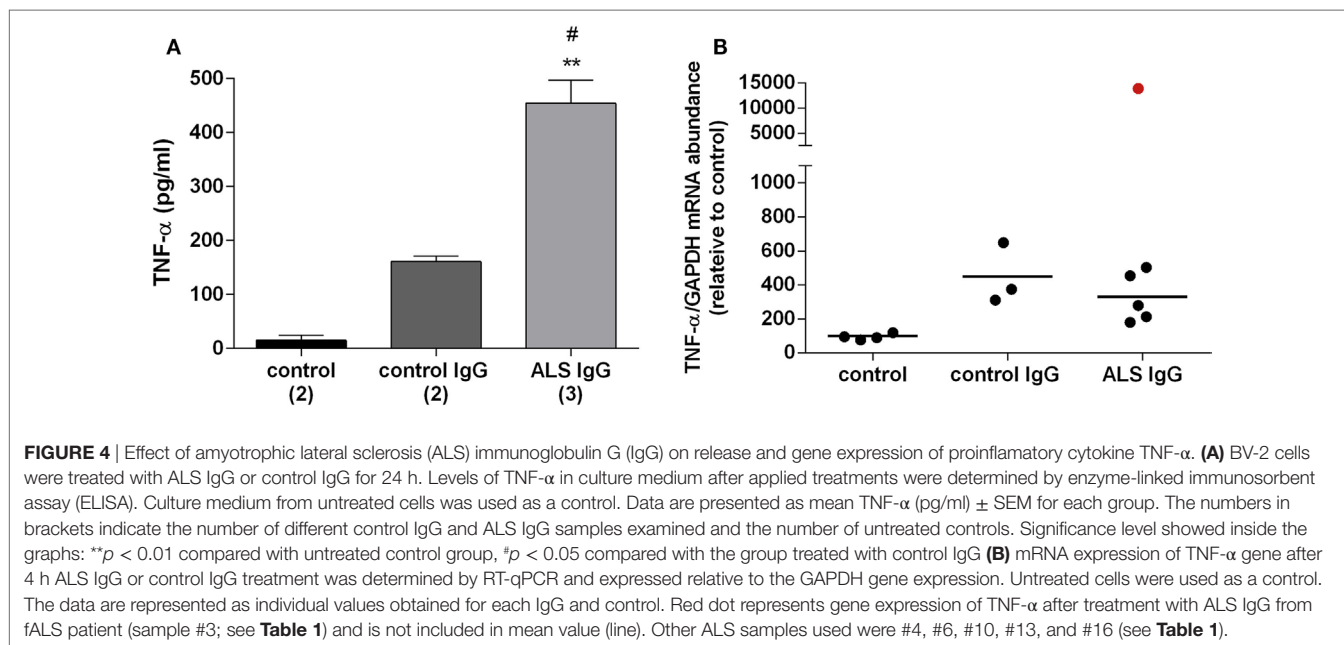 A
#
**
500
400
300
200
100
0
TNF-α (pg/ml)
control
(2)
control IgG
(2)
ALS IgG
(3)
B
15000
10000
5000
1000
800
600
400
200
0
TNF-α/GAPDH mRNA abundance
(relateive to control)
control
control IgG
ALS IgG
FIGURE 4 | Effect of amyotrophic lateral sclerosis (ALS) immunoglobulin G (IgG) on release and gene expression of proinflamatory cytokine TNF-α. (A) BV-2 cells
were treated with ALS IgG or control IgG for 24 h. Levels of TNF-α in culture medium after applied treatments were determined by enzyme-linked immunosorbent
assay (ELISA). Culture medium from untreated cells was used as a control. Data are presented as mean TNF-α (pg/ml) ± SEM for each group. The numbers in
brackets indicate the number of different control IgG and ALS IgG samples examined and the number of untreated controls. Significance level showed inside the
graphs: **p < 0.01 compared with untreated control group, #p < 0.05 compared with the group treated with control IgG (B) mRNA expression of TNF-α gene after
4 h ALS IgG or control IgG treatment was determined by RT-qPCR and expressed relative to the GAPDH gene expression. Untreated cells were used as a control.
The data are represented as individual values obtained for each IgG and control. Red dot represents gene expression of TNF-α after treatment with ALS IgG from
fALS patient (sample #3; see Table 1) and is not included in mean value (line). Other ALS samples used were #4, #6, #10, #13, and #16 (see Table 1).